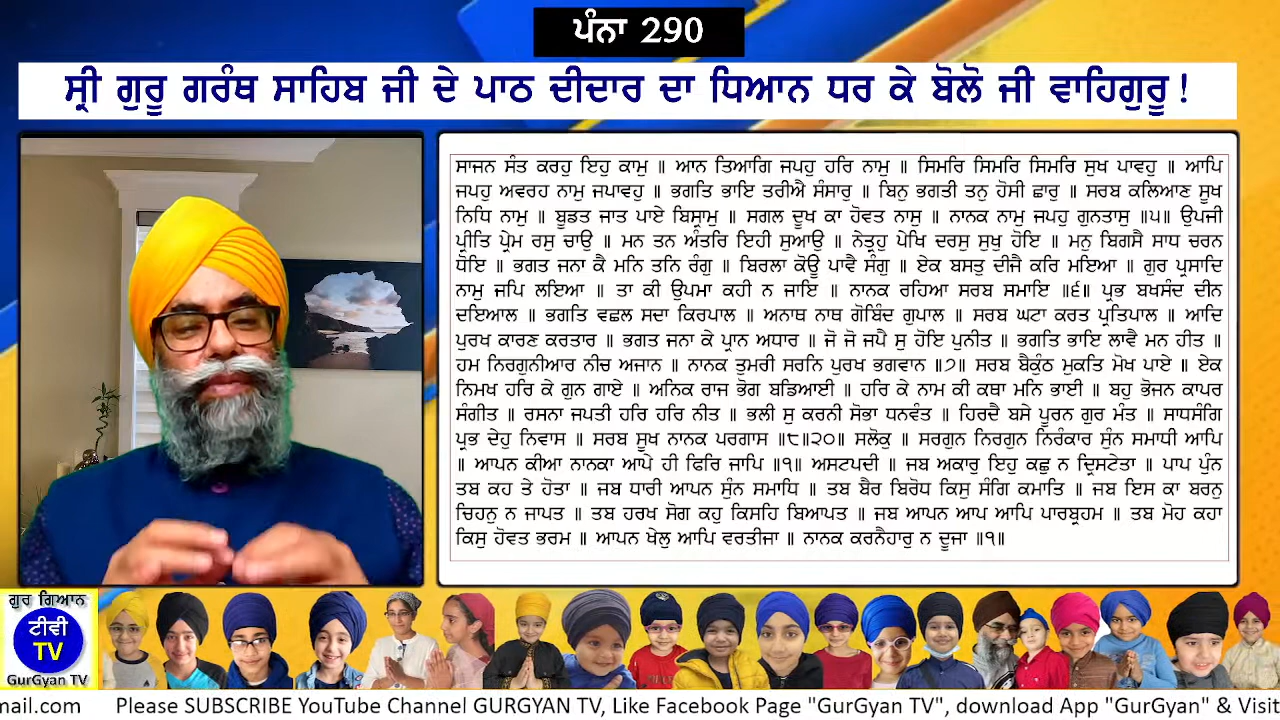 ਪੰਨਾ 290
ਸ੍ਰੀ ਗੁਰੂ ਗਰੰਥ ਸਾਹਿਬ ਜੀ ਦੇ ਪਾਠ ਦੀਦਾਰ ਦਾ ਧਿਆਨ ਧਰ ਕੇ ਬੋਲੋ ਜੀ ਵਾਹਿਗੁਰੂ!
ਸਾਜਨ ਸੰਤ ਕਰਹੁ ਇਹੁ ਕਾਮੁ ॥ ਆਨ ਤਿਆਗਿ ਜਪਹੁ ਹਰਿ ਨਾਮੁ ॥ ਸਿਮਰਿ ਸਿਮਰਿ ਸਿਮਰਿ ਸੁਖ ਪਾਵਹੁ ॥ ਆਪਿ
ਜਪਹੁ ਅਵਰਹ ਨਾਮੁ ਜਪਾਵਹੁ ॥ ਭਗਤਿ ਭਾਇ ਤਰੀਐ ਸੰਸਾਰੁ ॥ ਬਿਨੁ ਭਗਤੀ ਤਨੁ ਹੋਸੀ ਛਾਰੁ ॥ ਸਰਬ ਕਲਿਆਣ ਸੂਖ
ਨਿਧਿ ਨਾਮੁ ॥ ਬੂਡਤ ਜਾਤ ਪਾਏ ਬਿਸ੍ਰਾਮੁ ॥ ਸਗਲ ਦੂਖ ਕਾ ਹੋਵਤ ਨਾਸੁ ॥ ਨਾਨਕ ਨਾਮੁ ਜਪਹੁ ਗੁਨਤਾਸੁ ॥੫॥ ਉਪਜੀ
ਪ੍ਰੀਤਿ ਪ੍ਰੇਮ ਰਸੁ ਚਾਉ ॥ ਮਨ ਤਨ ਅੰਤਰਿ ਇਹੀ ਸੁਆਉ ॥ ਨੇਤ੍ਰਹੁ ਪੇਖਿ ਦਰਸੁ ਸੁਖੁ ਹੋਇ ॥ ਮਨੁ ਬਿਗਸੈ ਸਾਧ ਚਰਨ
ਧੋਇ ॥ ਭਗਤ ਜਨਾ ਕੈ ਮਨਿ ਤਨਿ ਰੰਗੁ ॥ ਬਿਰਲਾ ਕੋਊ ਪਾਵੈ ਸੰਗੁ ॥ ਏਕ ਬਸਤੁ ਦੀਜੈ ਕਰਿ ਮਇਆ ॥ ਗੁਰ ਪ੍ਰਸਾਦਿ
ਨਾਮੁ ਜਪਿ ਲਇਆ ॥ ਤਾ ਕੀ ਉਪਮਾ ਕਹੀ ਨ ਜਾਇ ॥ ਨਾਨਕ ਰਹਿਆ ਸਰਬ ਸਮਾਇ ॥੬॥ ਪ੍ਰਭ ਬਖਸੰਦ ਦੀਨ
ਦਇਆਲ ॥ ਭਗਤਿ ਵਛਲ ਸਦਾ ਕਿਰਪਾਲ ॥ ਅਨਾਥ ਨਾਥ ਗੋਬਿੰਦ ਗੁਪਾਲ ॥ ਸਰਬ ਘਟਾ ਕਰਤ ਪ੍ਰਤਿਪਾਲ ॥ ਆਦਿ
ਪੁਰਖ ਕਾਰਣ ਕਰਤਾਰ ॥ ਭਗਤ ਜਨਾ ਕੇ ਪ੍ਰਾਨ ਅਧਾਰ ॥ ਜੋ ਜੋ ਜਪੈ ਸੁ ਹੋਇ ਪੁਨੀਤ ॥ ਭਗਤਿ ਭਾਇ ਲਾਵੈ ਮਨ ਹੀਤ ॥
ਹਮ ਨਿਰਗੁਨੀਆਰ ਨੀਚ ਅਜਾਨ ॥ ਨਾਨਕ ਤੁਮਰੀ ਸਰਨਿ ਪੁਰਖ ਭਗਵਾਨ ॥੭॥ ਸਰਬ ਬੈਕੁੰਠ ਮੁਕਤਿ ਮੋਖ ਪਾਏ ॥ ਏਕ
ਨਿਮਖ ਹਰਿ ਕੇ ਗੁਨ ਗਾਏ ॥ ਅਨਿਕ ਰਾਜ ਭੋਗ ਬਡਿਆਈ ॥ ਹਰਿ ਕੇ ਨਾਮ ਕੀ ਕਥਾ ਮਨਿ ਭਾਈ ॥ ਬਹੁ ਭੋਜਨ ਕਾਪਰ
ਸੰਗੀਤ ॥ ਰਸਨਾ ਜਪਤੀ ਹਰਿ ਹਰਿ ਨੀਤ ॥ ਭਲੀ ਸੁ ਕਰਨੀ ਸੋਭਾ ਧਨਵੰਤ ॥ ਹਿਰਦੈ ਬਸੇ ਪੂਰਨ ਗੁਰ ਮੰਤ ॥ ਸਾਧਸੰਗਿ
ਪ੍ਰਭ ਦੇਹੁ ਨਿਵਾਸ ॥ ਸਰਬ ਸੂਖ ਨਾਨਕ ਪਰਗਾਸ ॥੮॥੨੦॥ ਸਲੋਕੁ ॥ ਸਰਗੁਨ ਨਿਰਗੁਨ ਨਿਰੰਕਾਰ ਸੁੰਨ ਸਮਾਧੀ ਆਪਿ
॥ ਆਪਨ ਕੀਆ ਨਾਨਕਾ ਆਪੇ ਹੀ ਫਿਰਿ ਜਾਪਿ ॥੧॥ ਅਸਟਪਦੀ ॥ ਜਬ ਅਕਾਰੁ ਇਹੁ ਕਛੁ ਨ ਦ੍ਰਿਸਟੇਤਾ ॥ ਪਾਪ ਪੁੰਨ
ਤਬ ਕਹ ਤੇ ਹੋਤਾ ॥ ਜਬ ਧਾਰੀ ਆਪਨ ਸੁੰਨ ਸਮਾਧਿ ॥ ਤਬ ਬੈਰ ਬਿਰੋਧ ਕਿਸੁ ਸੰਗਿ ਕਮਾਤਿ ॥ ਜਬ ਇਸ ਕਾ ਬਰਨੁ
ਚਿਹਨੁ ਨ ਜਾਪਤ ॥ ਤਬ ਹਰਖ ਸੋਗ ਕਹੁ ਕਿਸਹਿ ਬਿਆਪਤ ॥ ਜਬ ਆਪਨ ਆਪ ਆਪਿ ਪਾਰਬ੍ਰਹਮ ॥ ਤਬ ਮੋਹ ਕਹਾ
ਕਿਸੁ ਹੋਵਤ ਭਰਮ ॥ ਆਪਨ ਖੇਲੁ ਆਪਿ ਵਰਤੀਜਾ ॥ ਨਾਨਕ ਕਰਨੈਹਾਰੁ ਨ ਦੂਜਾ ॥੧॥
ਗੁਰ ਗਿਆਨ
ਟੀਵੀ
TV
GurGyan TV
mail.com Please SUBSCRIBE YouTube Channel GURGYAN TV, Like Facebook Page "GurGyan TV", download App "GurGyan" & Visit